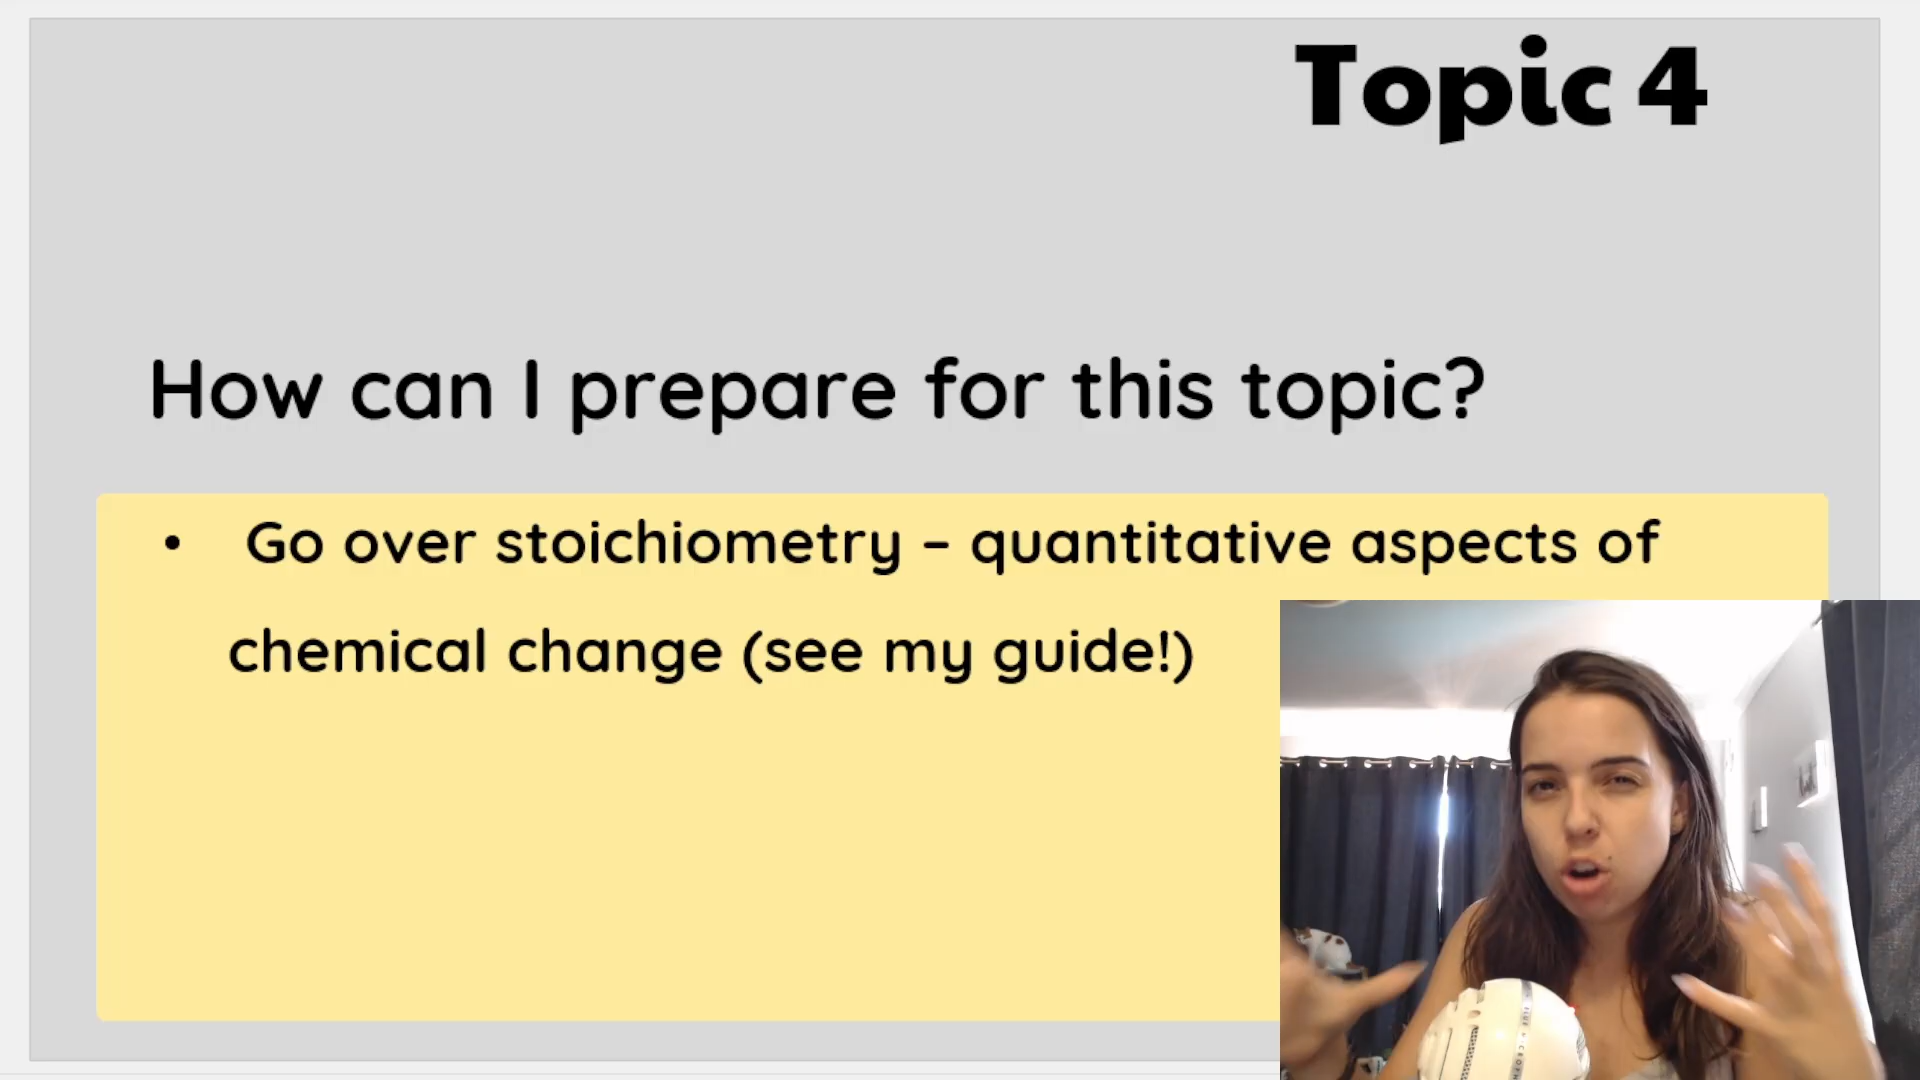 Topic 4
How can I prepare for this topic?
• Go over stoichiometry – quantitative aspects of
chemical change (see my guide!)